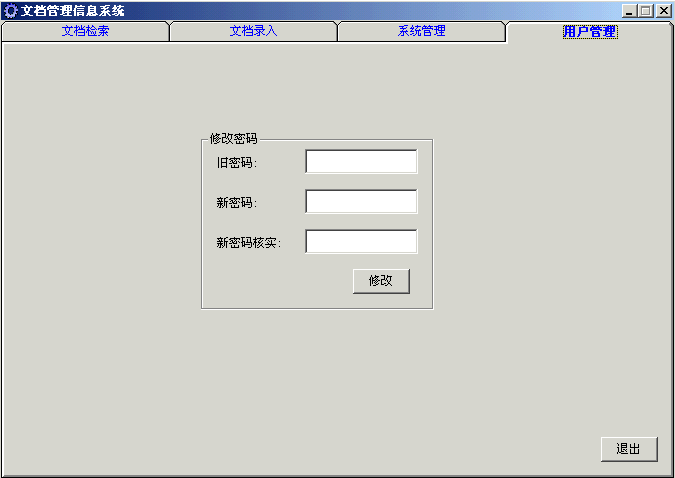 文档管理信息系统
文档检索 文档录入 系统管理 用户管理
修改密码
旧密码:
新密码:
新密码核实:
修改
退出